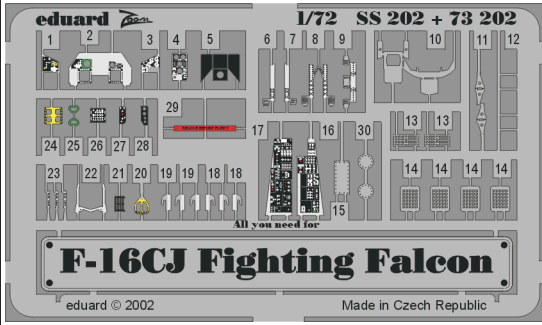 eduard Zoom 1/72 SS 202 + 73 202
1 2 3 4 5 6 7 8 9 10 11 12
29 13 13
24 25 26 27 28 17 16 30
REMOVE BEFORE FLIGHT
23 22 21 20 19 19 18 18 15 14 14 14 14
All you need for
F-16CJ Fighting Falcon
eduard © 2002 Made in Czech Republic